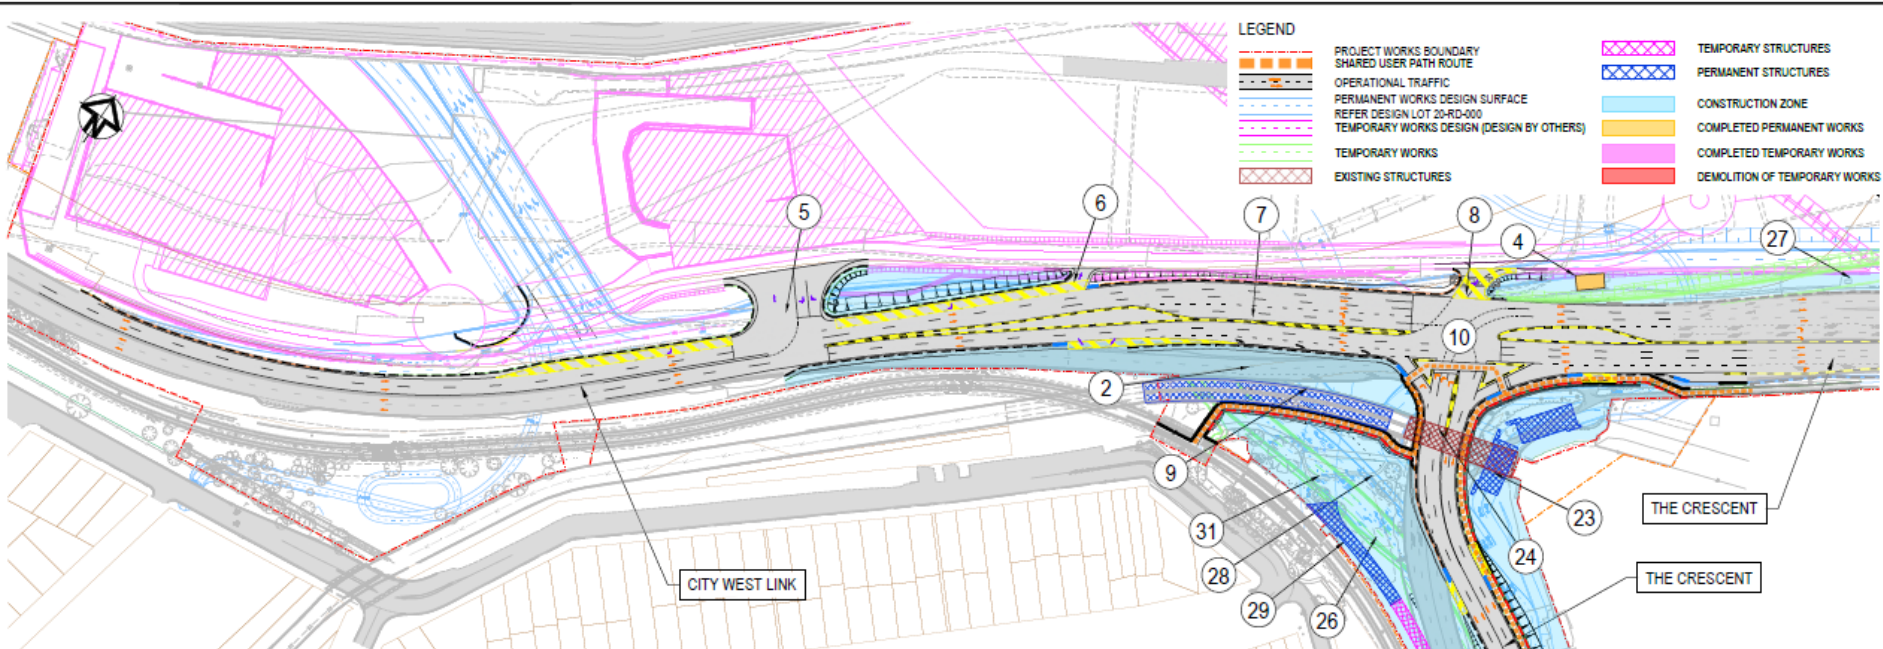 LEGEND
PROJECT WORKS BOUNDARY
SHARED USER PATH ROUTE
OPERATIONAL TRAFFIC
PERMANENT WORKS DESIGN SURFACE
REFER DESIGN LOT 20-RD-000
TEMPORARY WORKS DESIGN (DESIGN BY OTHERS)
TEMPORARY WORKS
EXISTING STRUCTURES
TEMPORARY STRUCTURES
PERMANENT STRUCTURES
CONSTRUCTION ZONE
COMPLETED PERMANENT WORKS
COMPLETED TEMPORARY WORKS
DEMOLITION OF TEMPORARY WORKS
5
6
7
8
4
27
10
2
9
31
28
29
26
23
24
THE CRESCENT
THE CRESCENT
CITY WEST LINK